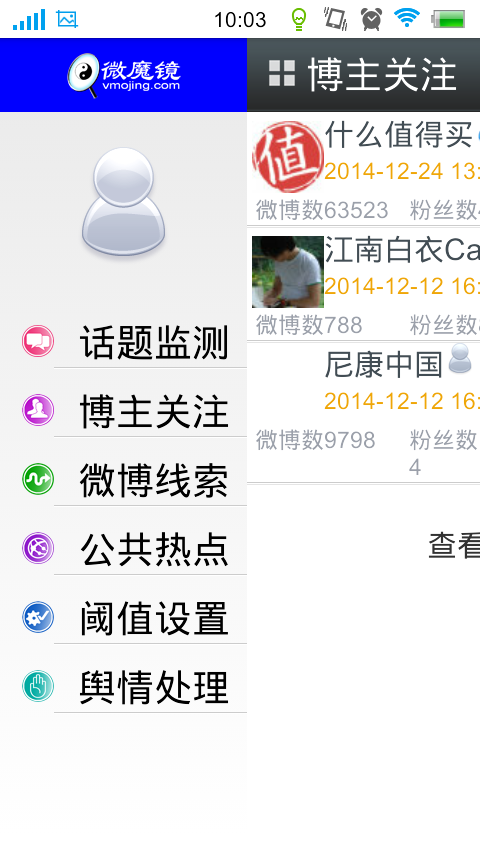 10:03
微魔镜
vmojing.com
博主关注
什么值得买
2014-12-24 13:
微博数63523 粉丝数
江南白衣Ca
2014-12-12 16:
微博数788 粉丝数
尼康中国
2014-12-12 16:
微博数9798 粉丝数
4
查看
话题监测
博主关注
微博线索
公共热点
阈值设置
舆情处理
值